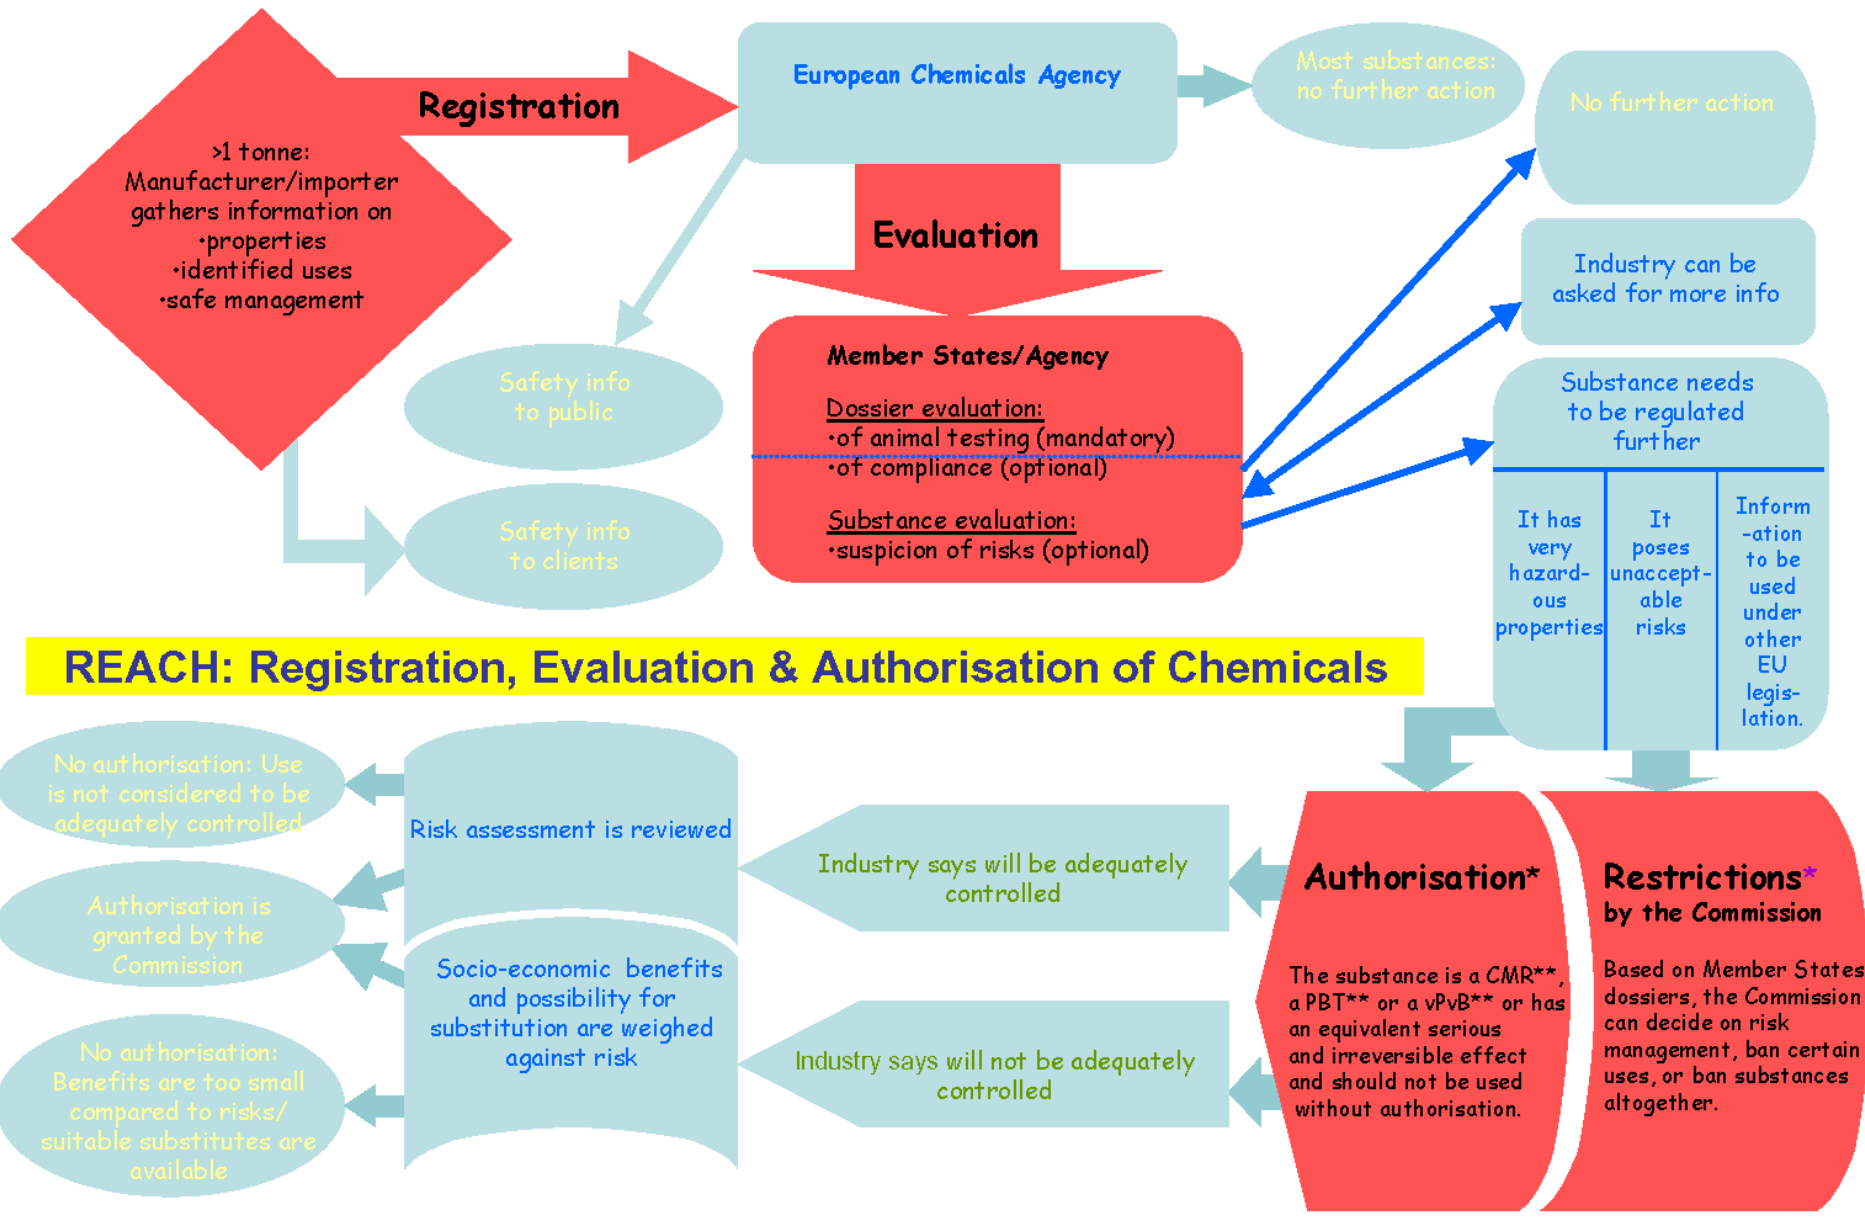 >1 tonne:
Manufacturer/importer
gathers information on
•properties
•identified uses
•safe management
Registration
European Chemicals Agency
Most substances:
no further action
No further action
Evaluation
Industry can be
asked for more info
Safety info
to public
Safety info
to clients
Member States/Agency
Dossier evaluation:
•of animal testing (mandatory)
•of compliance (optional)
Substance evaluation:
•suspicion of risks (optional)
Substance needs
to be regulated
further
It has
very
hazard-
ous
properties
It
poses
unaccept-
able
risks
Inform
-ation
to be
used
under
other
EU
legis-
lation.
REACH: Registration, Evaluation & Authorisation of Chemicals
No authorisation: Use
is not considered to be
adequately controlled
Authorisation is
granted by the
Commission
No authorisation:
Benefits are too small
compared to risks/
suitable substitutes are
available
Risk assessment is reviewed
Socio-economic benefits
and possibility for
substitution are weighed
against risk
Industry says will be adequately
controlled
Industry says will not be adequately
controlled
Authorisation*
The substance is a CMR**,
a PBT** or a vPvB** or has
an equivalent serious
and irreversible effect
and should not be used
without authorisation.
Restrictions*
by the Commission
Based on Member States
dossiers, the Commission
can decide on risk
management, ban certain
uses, or ban substances
altogether.